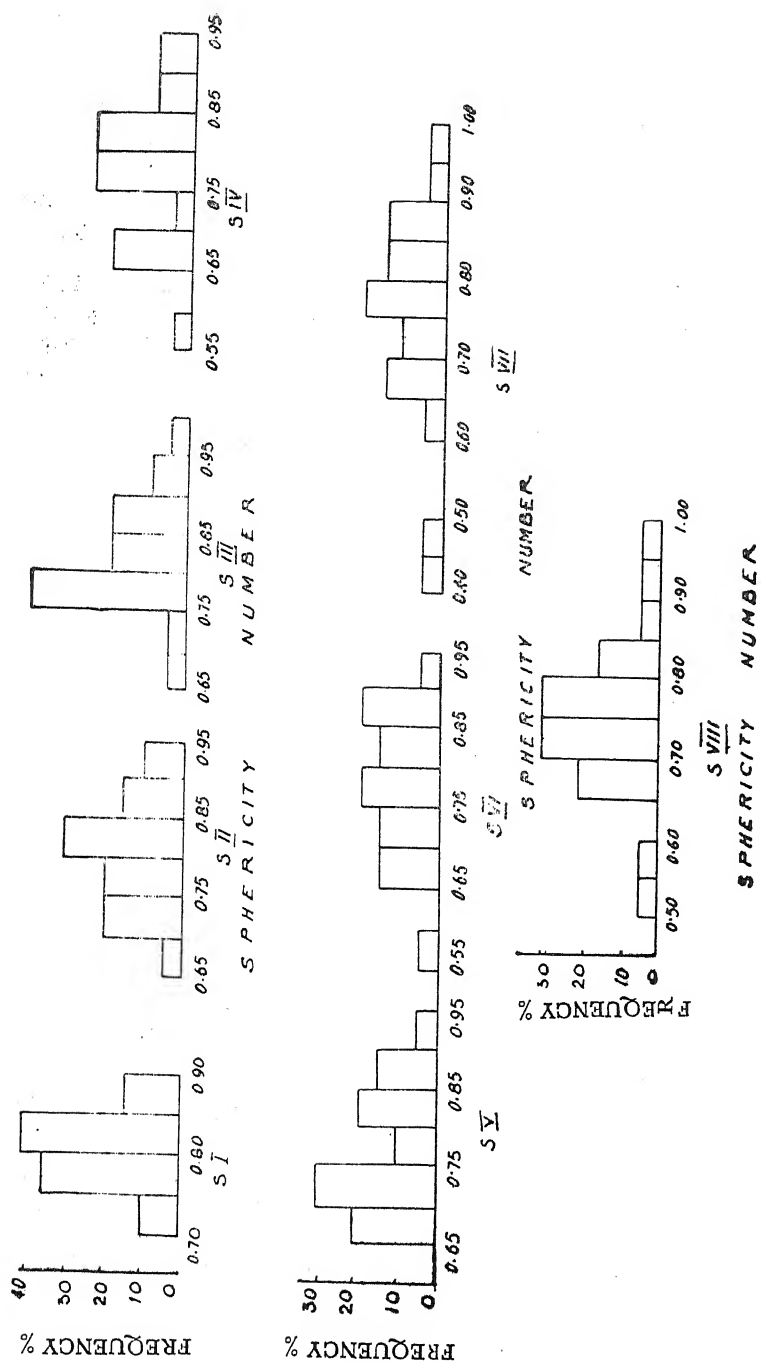 FREQUENCY %
40
30
20
10
0
0.70 0.80 0.90
S I
0.65 0.75 0.85 0.95
S II
0.65 0.75 0.85 0.95
S III
0.55 0.65 0.75 0.85 0.95
S IV
SPHERICITY NUMBER
FREQUENCY %
30
20
10
0
0.65 0.75 0.85 0.95
S V
0.55 0.65 0.75 0.85 0.95
S VI
0.40 0.50 0.60 0.70 0.80 0.90 1.00
S VII
SPHERICITY NUMBER
FREQUENCY %
30
20
10
0
0.50 0.60 0.70 0.80 0.90 1.00
S VIII
SPHERICITY NUMBER